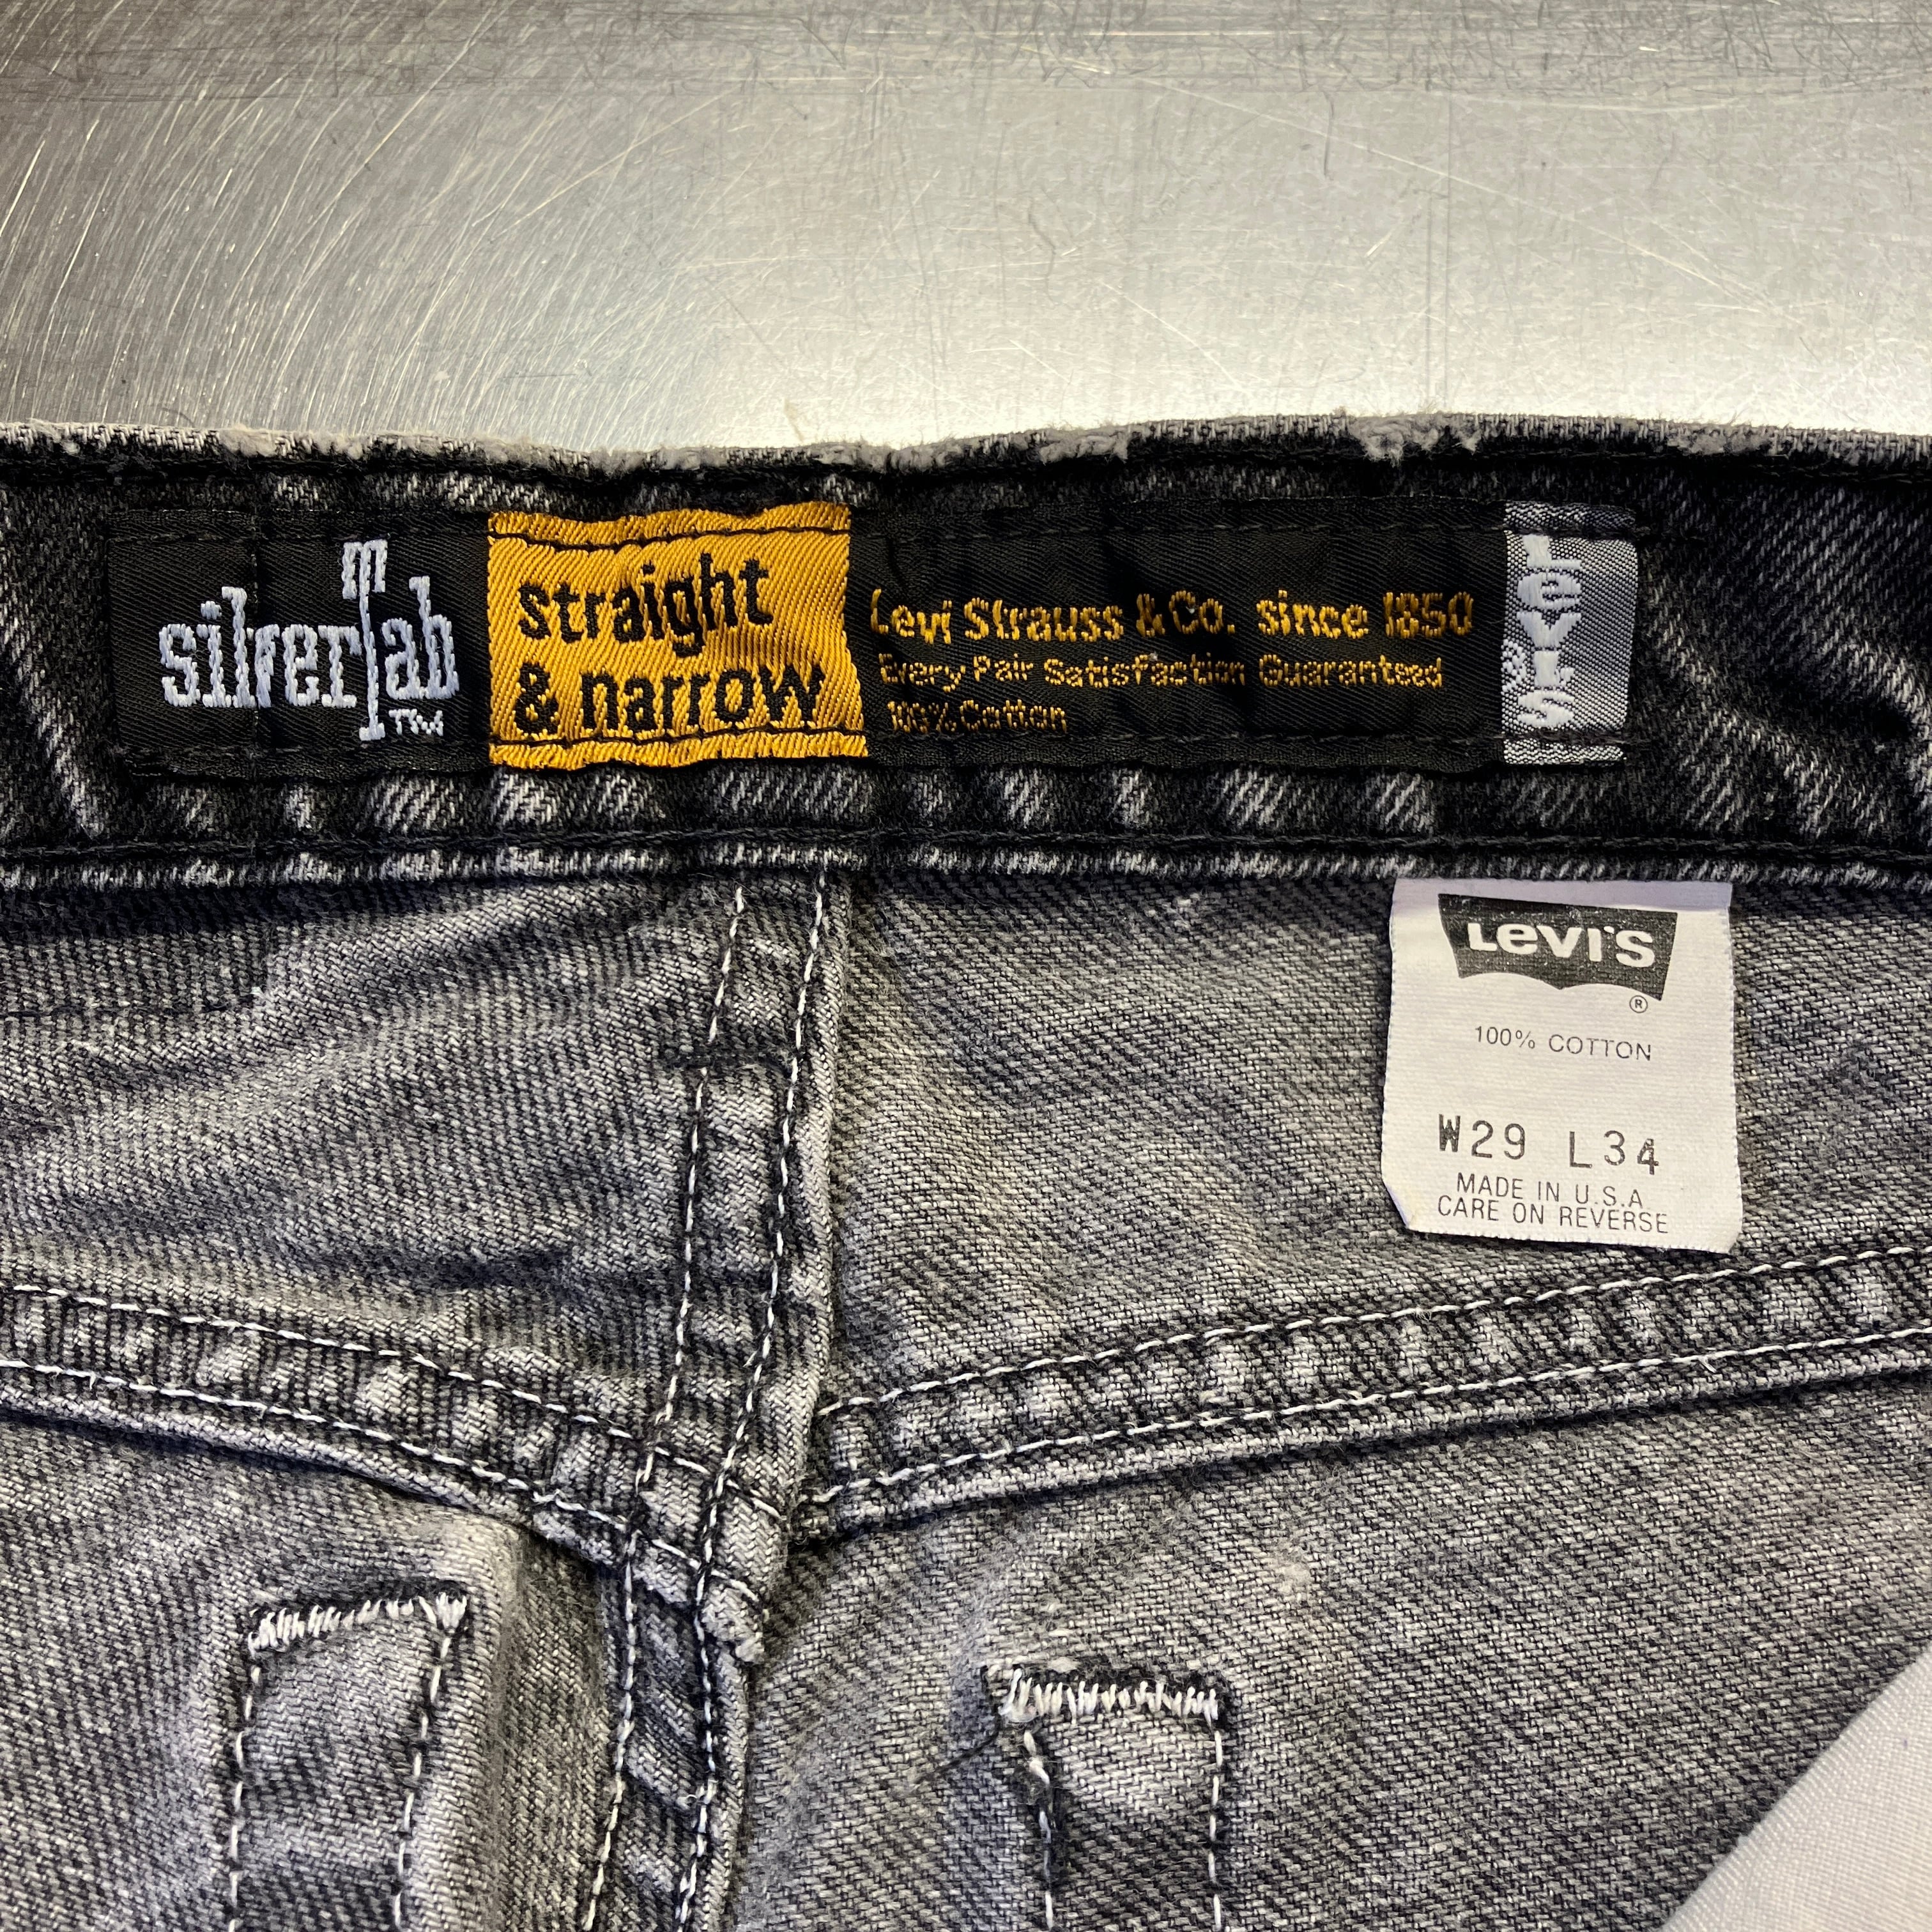 silverTab
TM
straight
& narrow
Levi Strauss & Co. since 1850
Every Pair Satisfaction Guaranteed
100% Cotton
LEVI'S
®
LEVI'S
®
100% COTTON
W29 L34
MADE IN U.S.A
CARE ON REVERSE